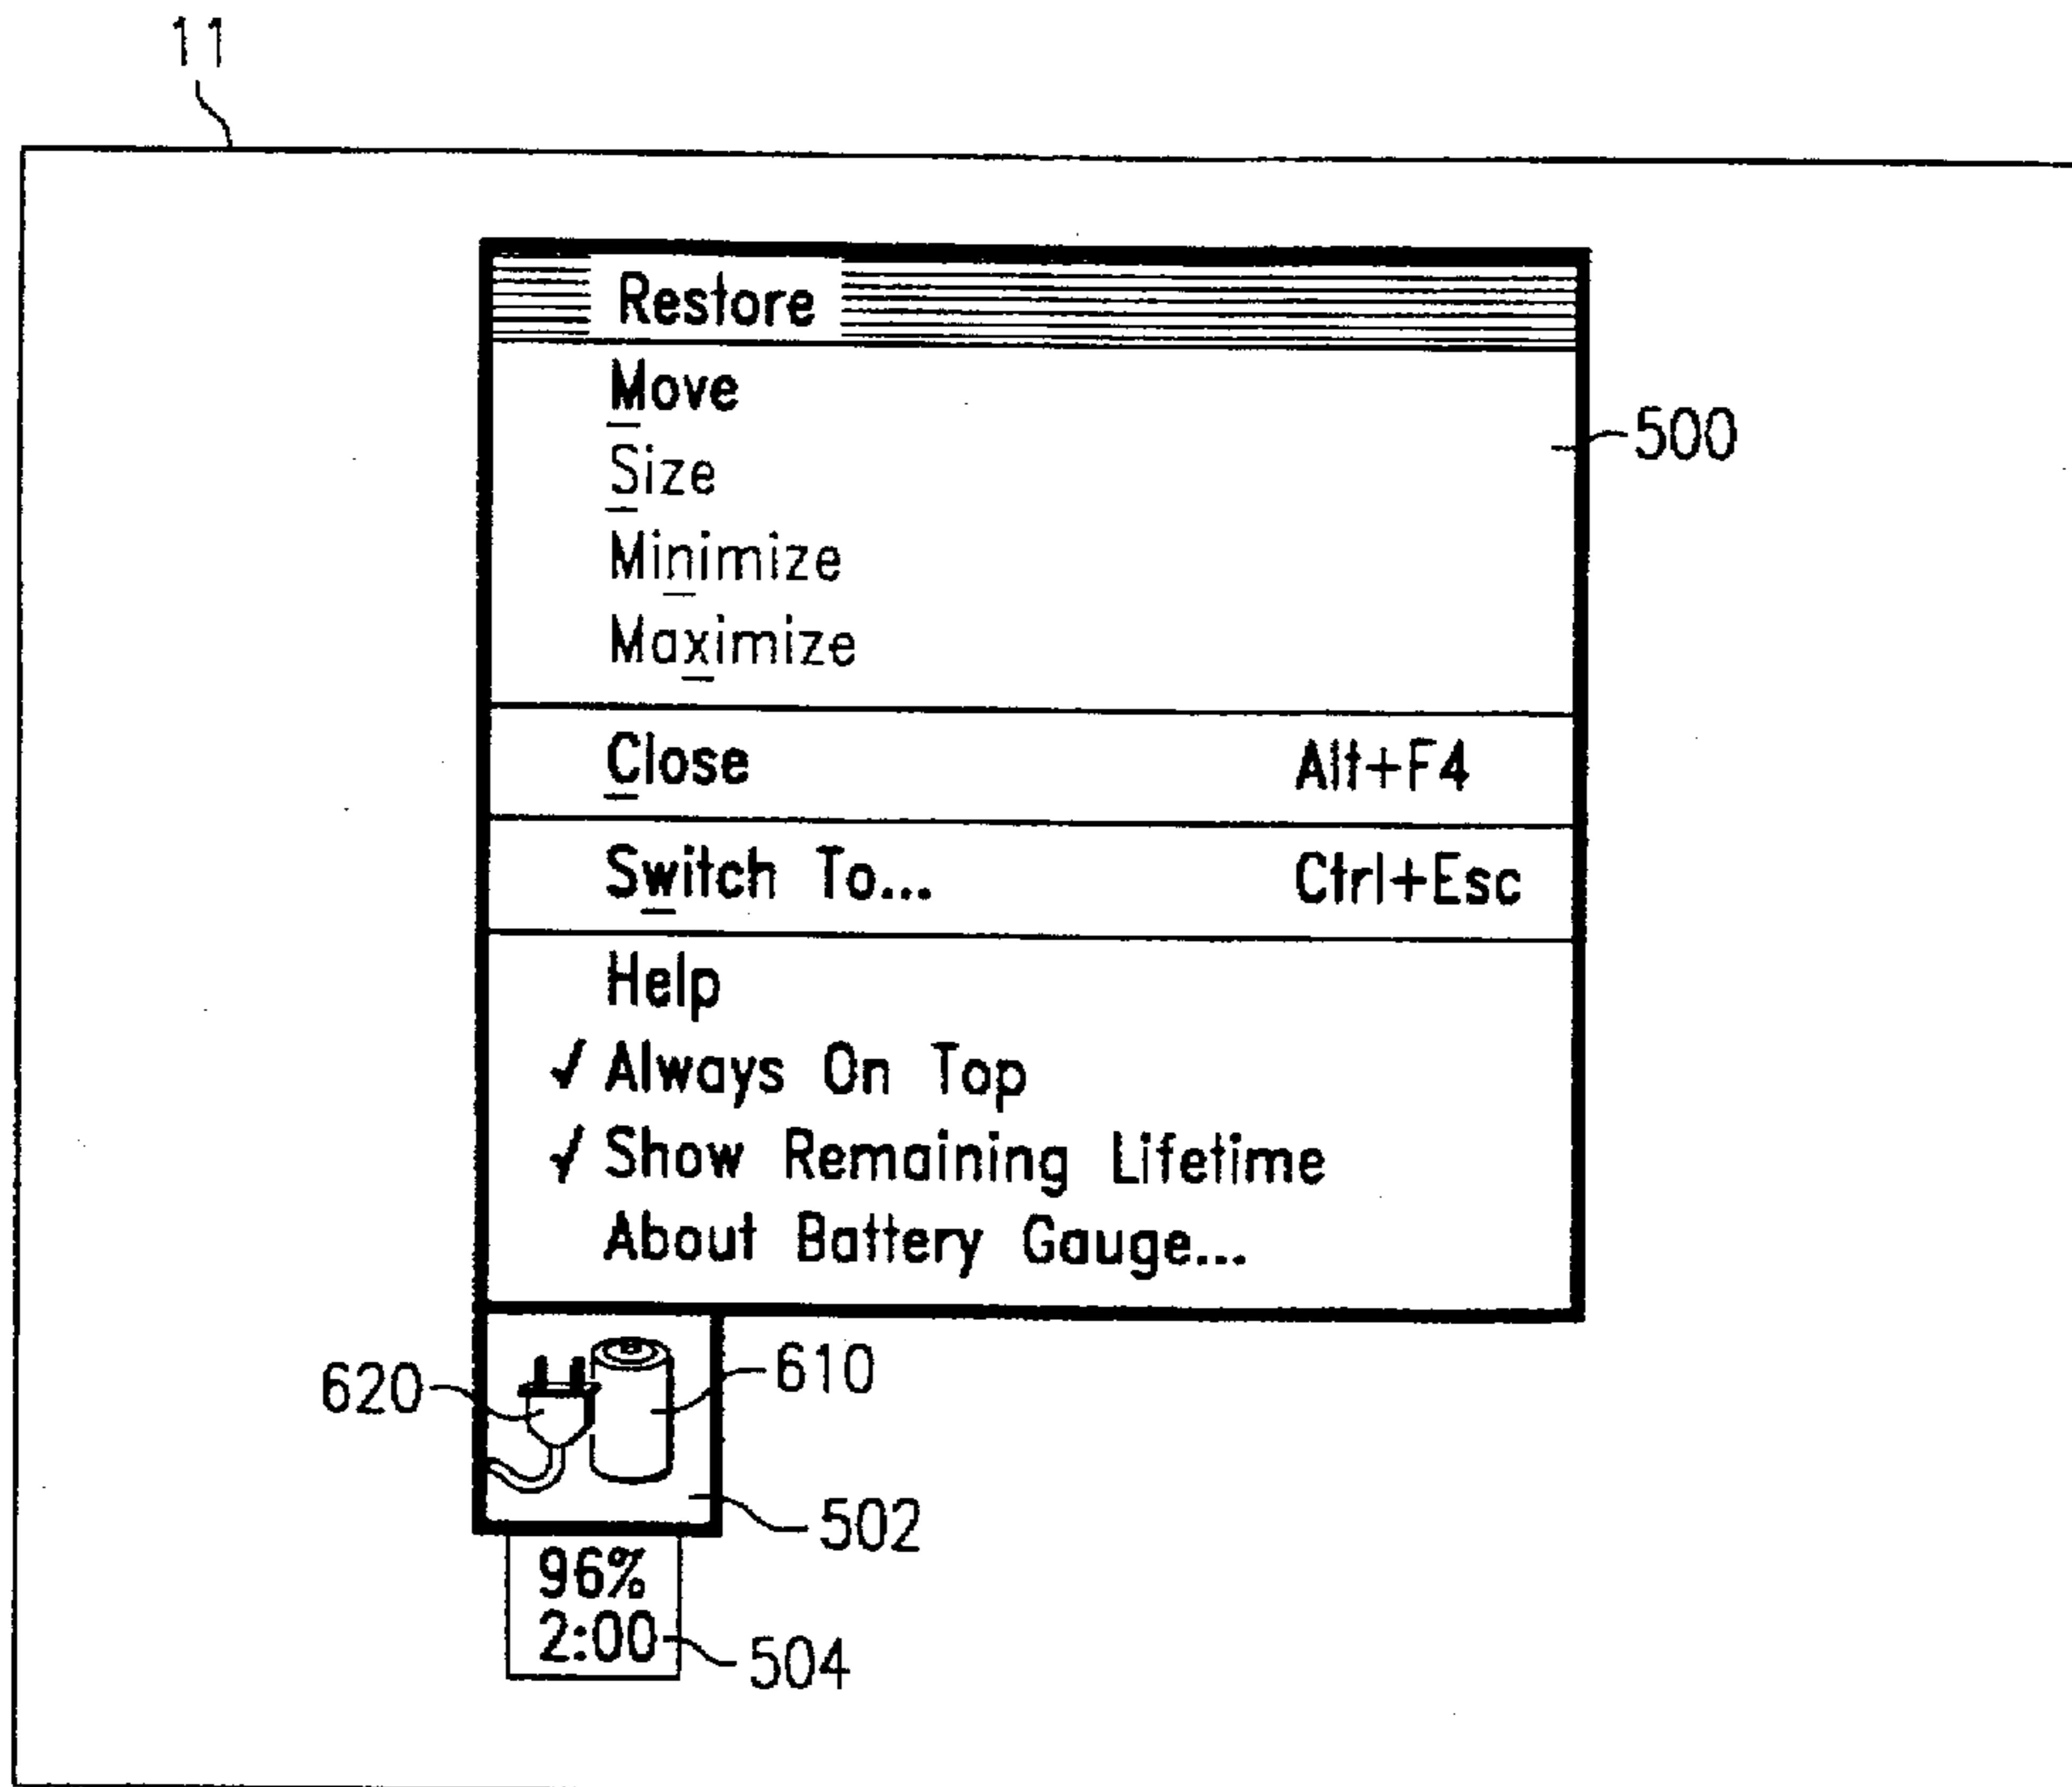 11
Restore
Move
500
Size
Minimize
Maximize
Close Alt+F4
Switch To... Ctrl+Esc
Help
✓ Always On Top
✓ Show Remaining Lifetime
About Battery Gauge...
620
610
502
96%
2:00
504